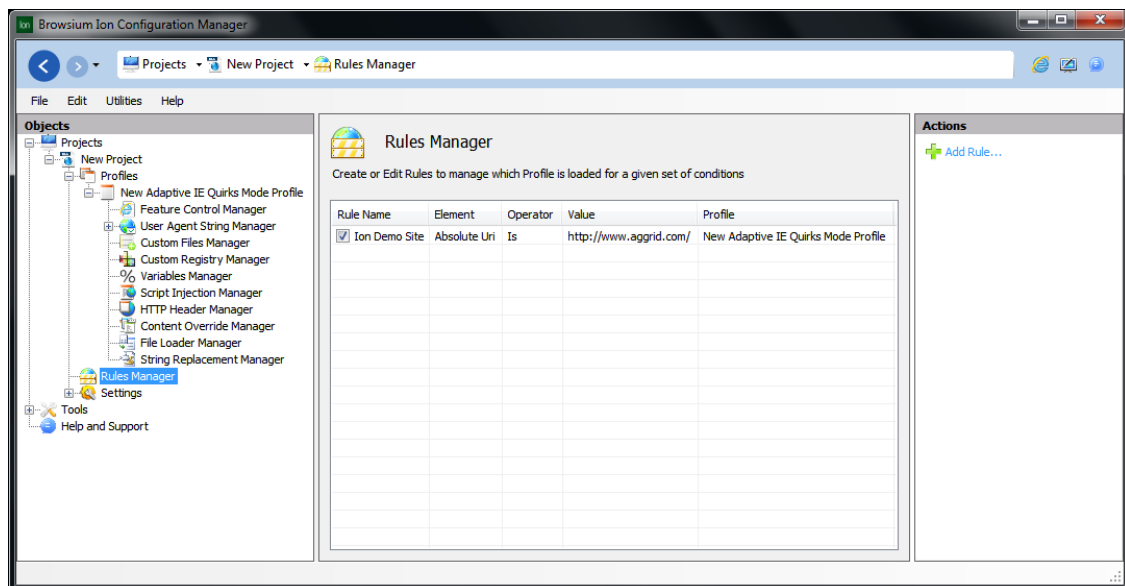 Ion Browsium Ion Configuration Manager
Projects New Project Rules Manager
File Edit Utilities Help
Objects
Projects
New Project
Profiles
New Adaptive IE Quirks Mode Profile
Feature Control Manager
User Agent String Manager
Custom Files Manager
Custom Registry Manager
Variables Manager
Script Injection Manager
HTTP Header Manager
Content Override Manager
File Loader Manager
String Replacement Manager
Rules Manager
Settings
Tools
Help and Support
Rules Manager
Create or Edit Rules to manage which Profile is loaded for a given set of conditions
Rule Name Element Operator Value Profile
Ion Demo Site Absolute Uri Is http://www.aggrid.com/ New Adaptive IE Quirks Mode Profile
Actions
Add Rule...